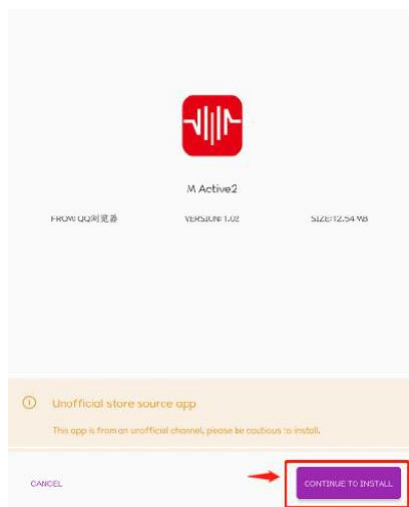 M Active2
FROM: QQ浏览器 VERSION: 1.02 SIZE:12.54 MB
Unofficial store source app
This app is from an unofficial channel, please be cautious to install.
CANCEL CONTINUE TO INSTALL